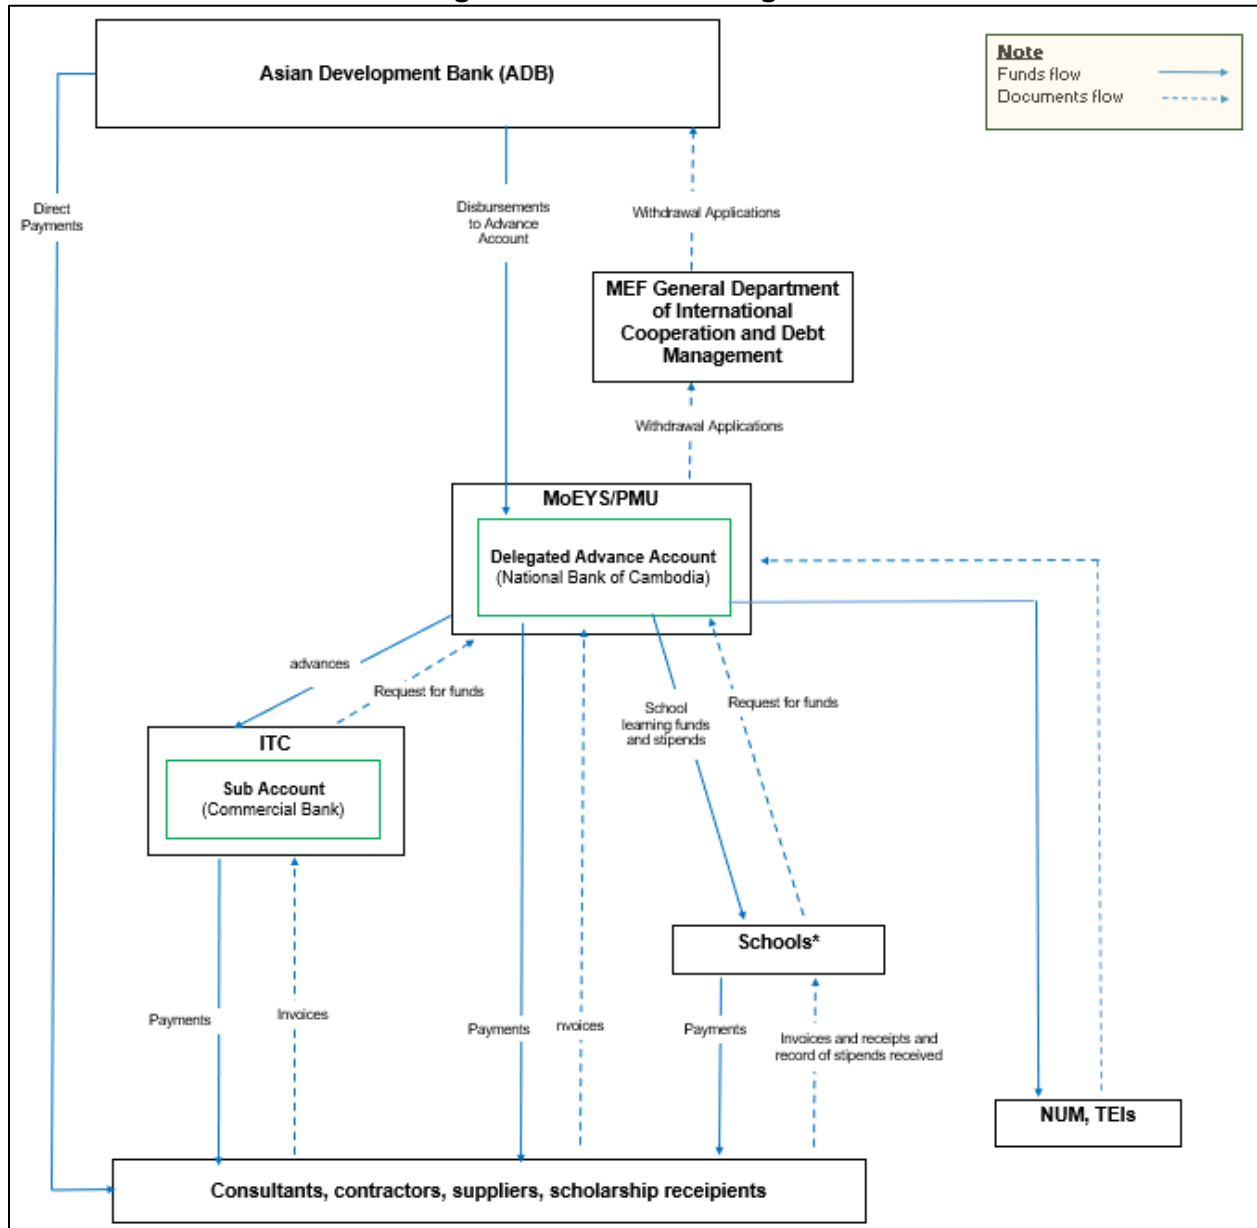 Asian Development Bank (ADB)
Note
Funds flow
Documents flow
Direct
Payments
Disbursements
to Advance
Account
Withdrawal Applications
MEF General Department
of International
Cooperation and Debt
Management
Withdrawal Applications
MoEYS/PMU
Delegated Advance Account
(National Bank of Cambodia)
advances
Request for funds
School
learning funds
and stipends
Request for funds
ITC
Sub Account
(Commercial Bank)
Schools*
Payments
Invoices
Payments
nvoices
Payments
Invoices and receipts and
record of stipends received
NUM, TEIs
Consultants, contractors, suppliers, scholarship receipients